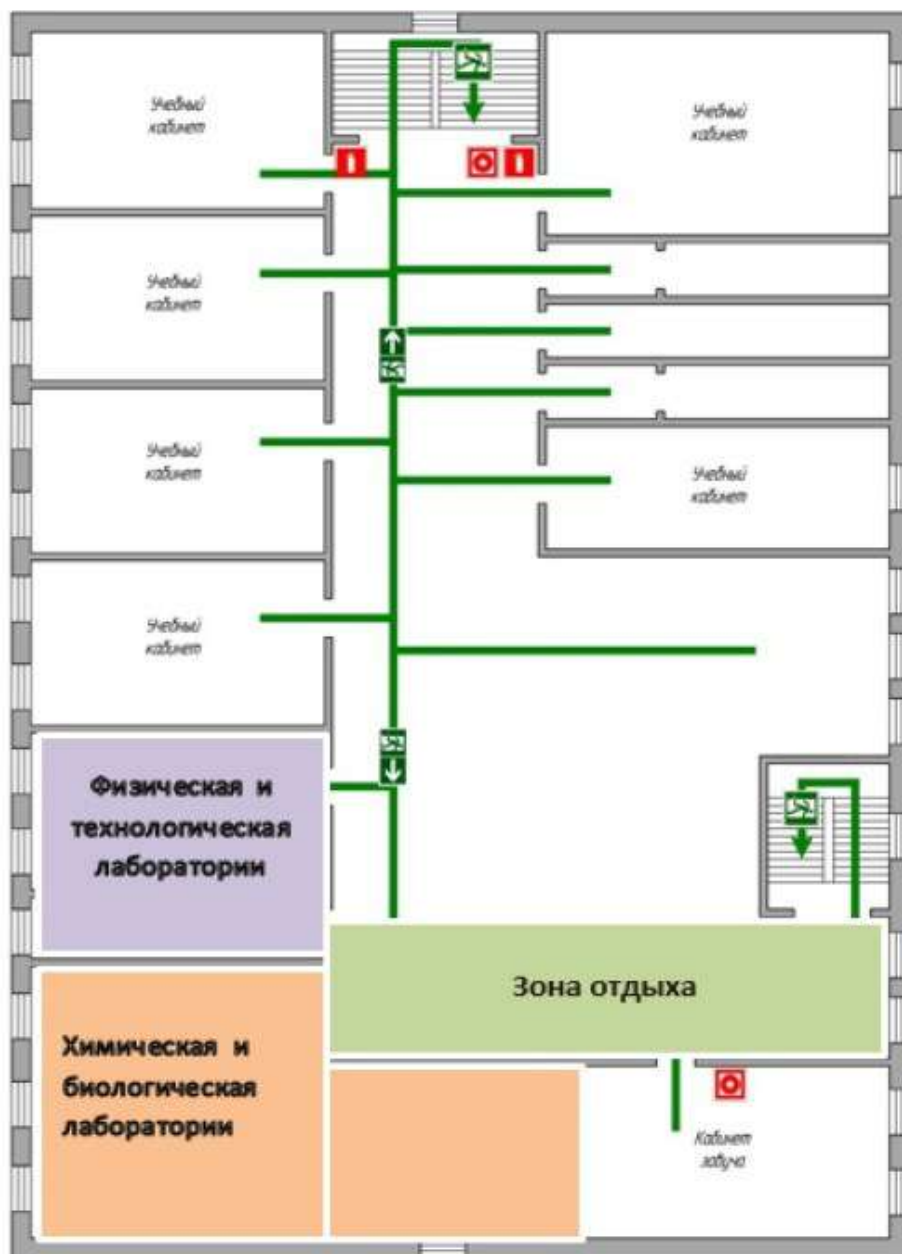 Учебный
кабинет
Учебный
кабинет
Учебный
кабинет
Учебный
кабинет
Учебный
кабинет
Учебный
кабинет
Физическая и
технологическая
лаборатории
Зона отдыха
Химическая и
биологическая
лаборатории
Кабинет
завуча